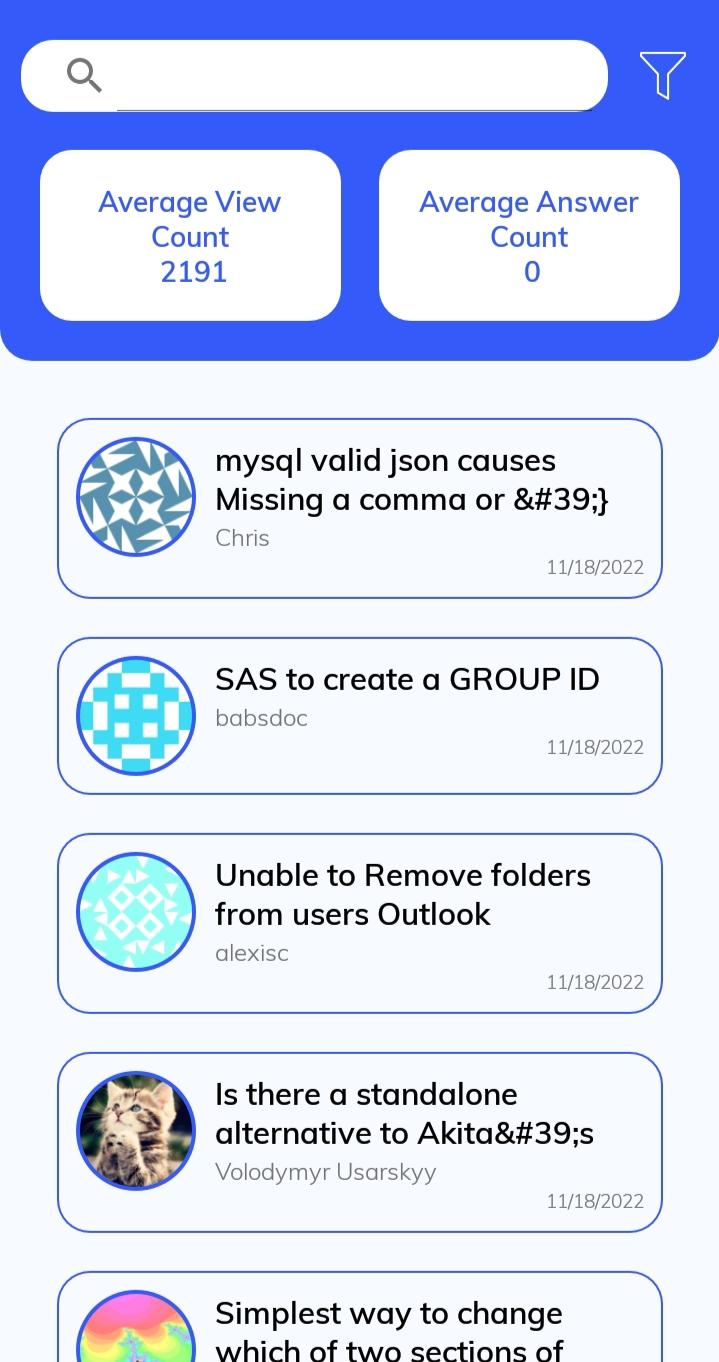 Average View
Count
2191
Average Answer
Count
0
mysql valid json causes
Missing a comma or &#39;}
Chris
11/18/2022
SAS to create a GROUP ID
babsdoc
11/18/2022
Unable to Remove folders
from users Outlook
alexisc
11/18/2022
Is there a standalone
alternative to Akita&#39;s
Volodymyr Usarskyy
11/18/2022
Simplest way to change
which of two sections of